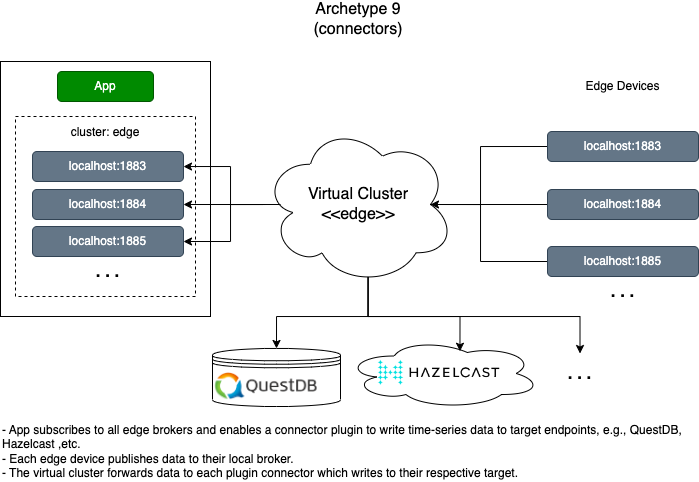 Archetype 9
(connectors)
App
Edge Devices
cluster: edge
localhost:1883
localhost:1884
localhost:1885
...
Virtual Cluster
<<edge>>
localhost:1883
localhost:1884
localhost:1885
...
QuestDB
HAZELCAST
...
- App subscribes to all edge brokers and enables a connector plugin to write time-series data to target endpoints, e.g., QuestDB,
Hazelcast ,etc.
- Each edge device publishes data to their local broker.
- The virtual cluster forwards data to each plugin connector which writes to their respective target.